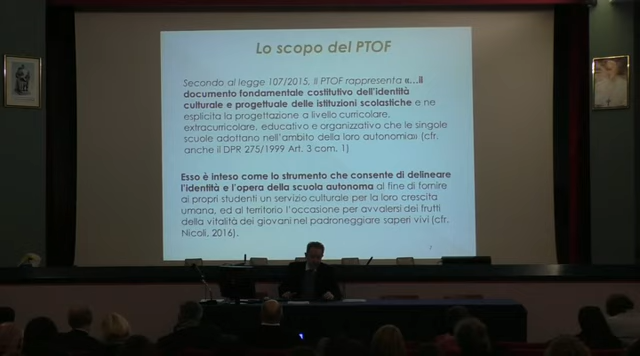 Lo scopo del PTOF
Secondo al legge 107/2015, Il PTOF rappresenta «…il
documento fondamentale costitutivo dell'identità
culturale e progettuale delle istituzioni scolastiche e ne
esplicita la progettazione a livello curricolare,
extracurricolare, educativo e organizzativo che le singole
scuole adottano nell'ambito della loro autonomia» (cfr.
anche il DPR 275/1999 Art. 3 com. 1)
Esso è inteso come lo strumento che consente di delineare
l'identità e l'opera della scuola autonoma al fine di fornire
ai propri studenti un servizio culturale per la loro crescita
umana, ed al territorio l'occasione per avvalersi dei frutti
della vitalità dei giovani nel padroneggiare saperi vivi (cfr.
Nicoli, 2016).
7